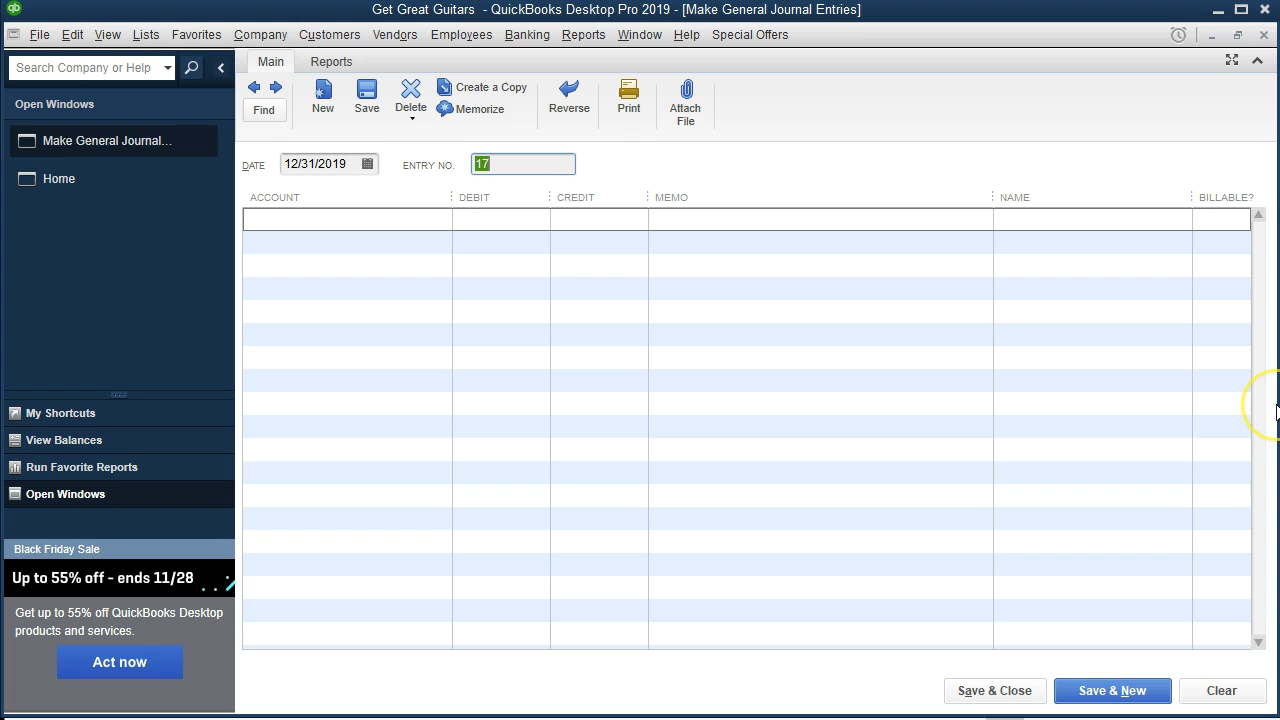 qb Get Great Guitars - QuickBooks Desktop Pro 2019 - [Make General Journal Entries]
File Edit View Lists Favorites Company Customers Vendors Employees Banking Reports Window Help Special Offers
Search Company or Help
Main Reports
Open Windows
Find
New
Save
Delete
Create a Copy
Memorize
Reverse
Print
Attach
File
Make General Journal...
Home
DATE 12/31/2019 ENTRY NO. 17
ACCOUNT DEBIT CREDIT MEMO NAME BILLABLE?
My Shortcuts
View Balances
Run Favorite Reports
Open Windows
Black Friday Sale
Up to 55% off - ends 11/28
Get up to 55% off QuickBooks Desktop
products and services.
Act now
Save & Close Save & New Clear